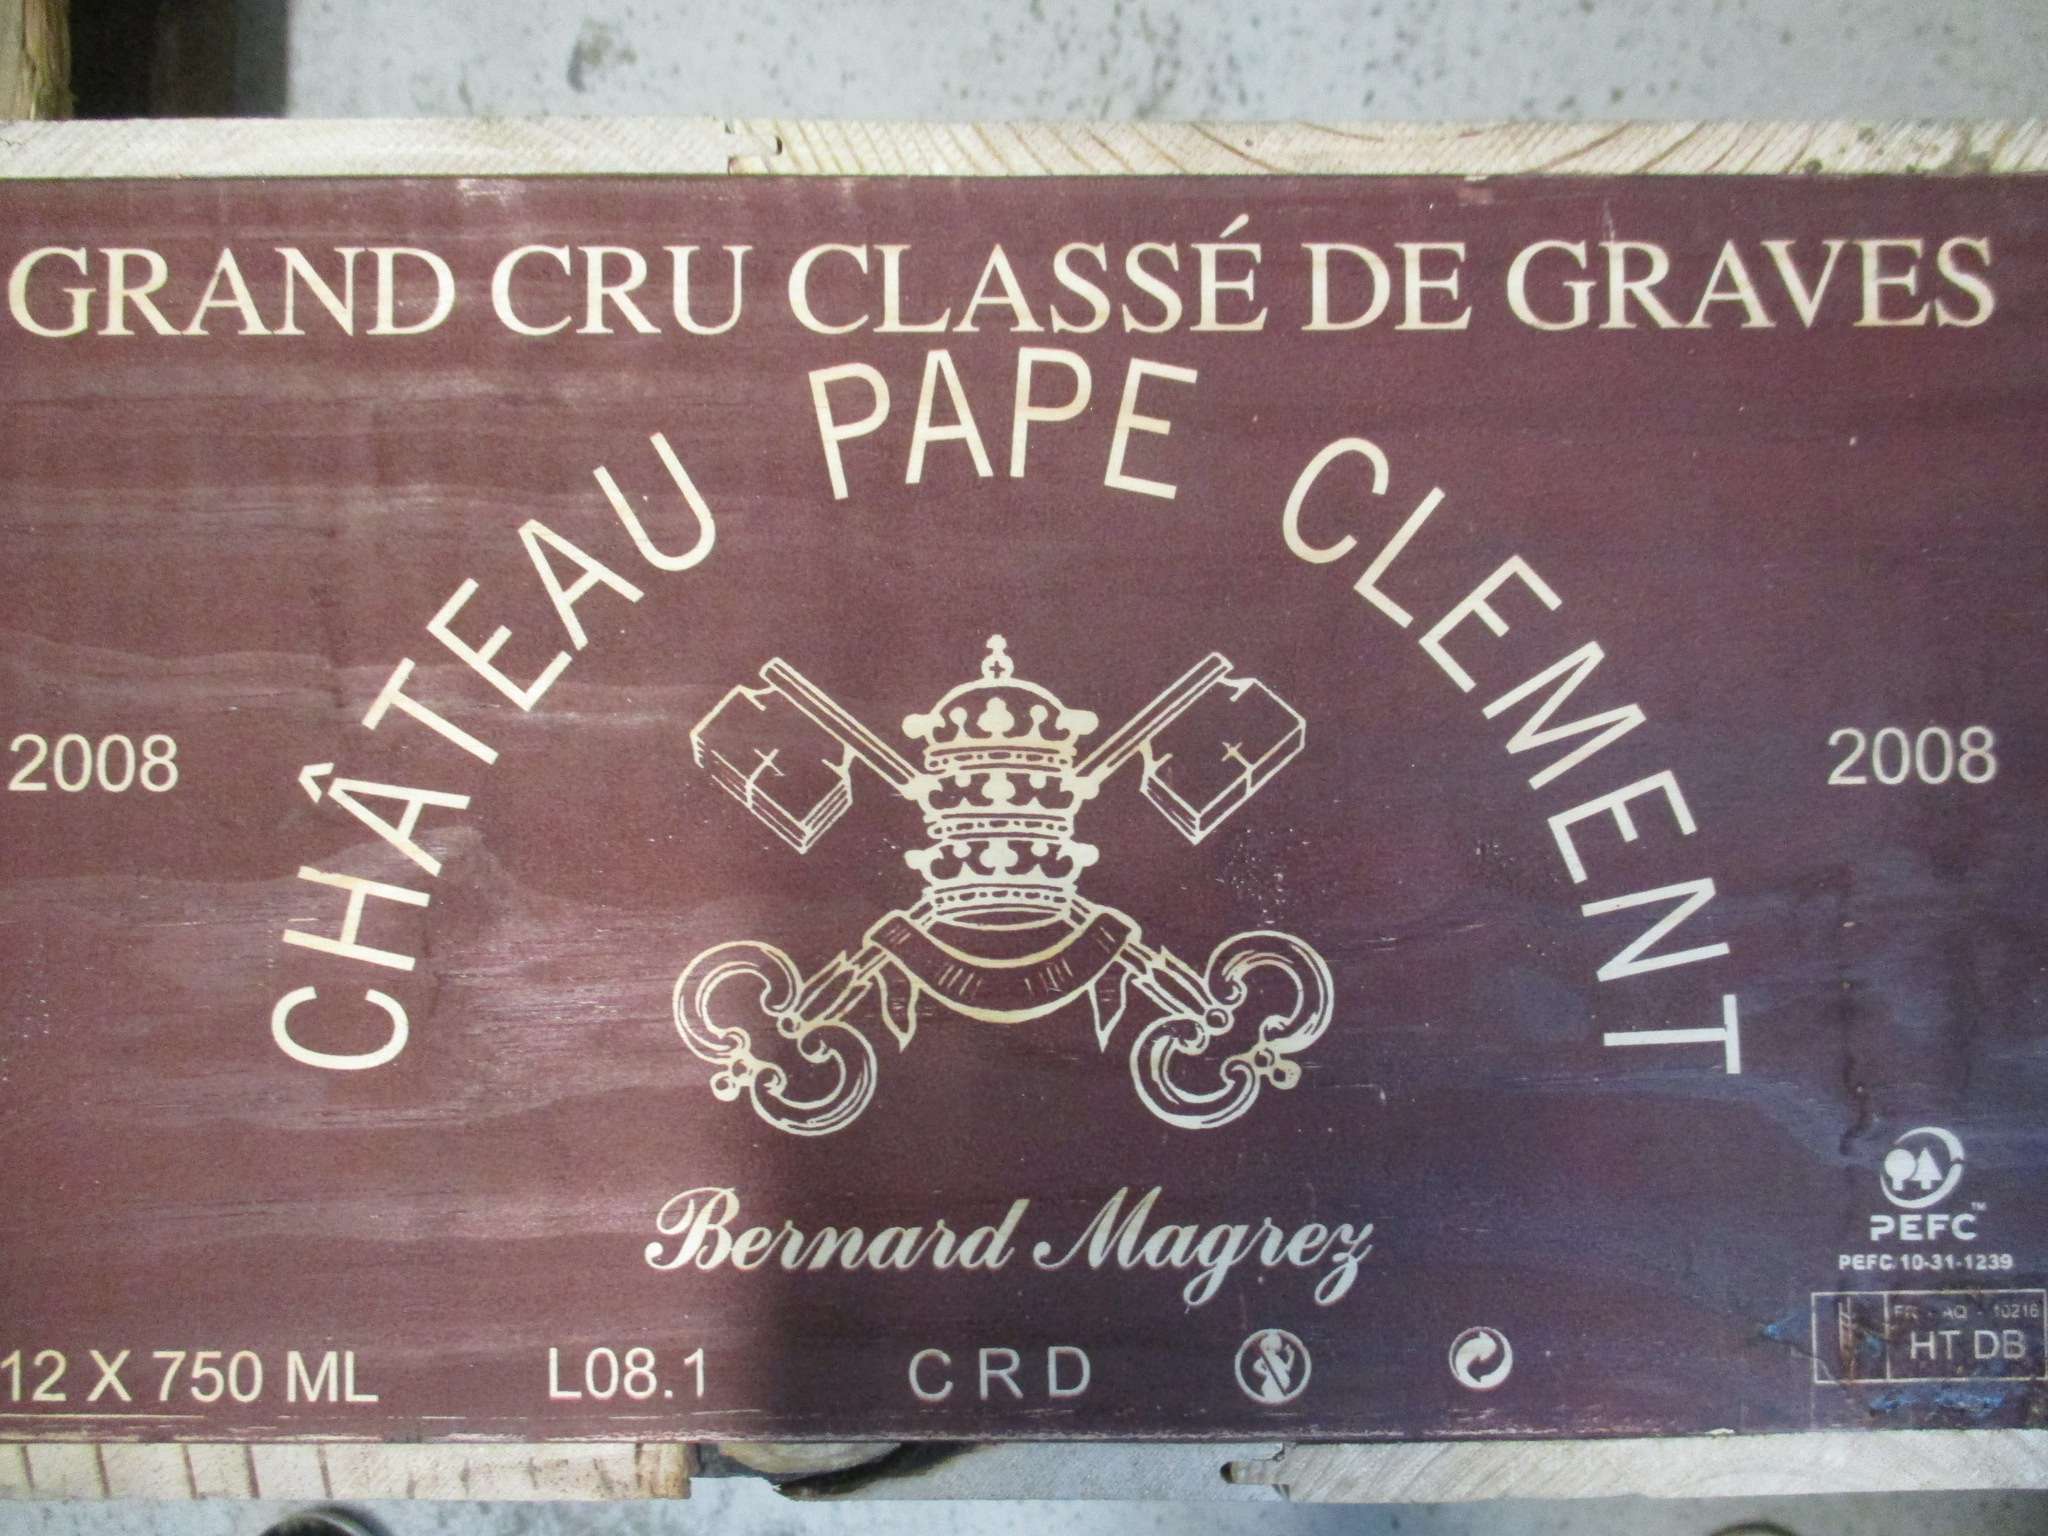 GRAND CRU CLASSÉ DE GRAVES
CHÂTEAU PAPE CLEMENT
2008
2008
Bernard Magrez
PEFC™
PEFC 10-31-1239
FR - AQ - 10216
HT DB
12 X 750 ML
L08.1
C R D